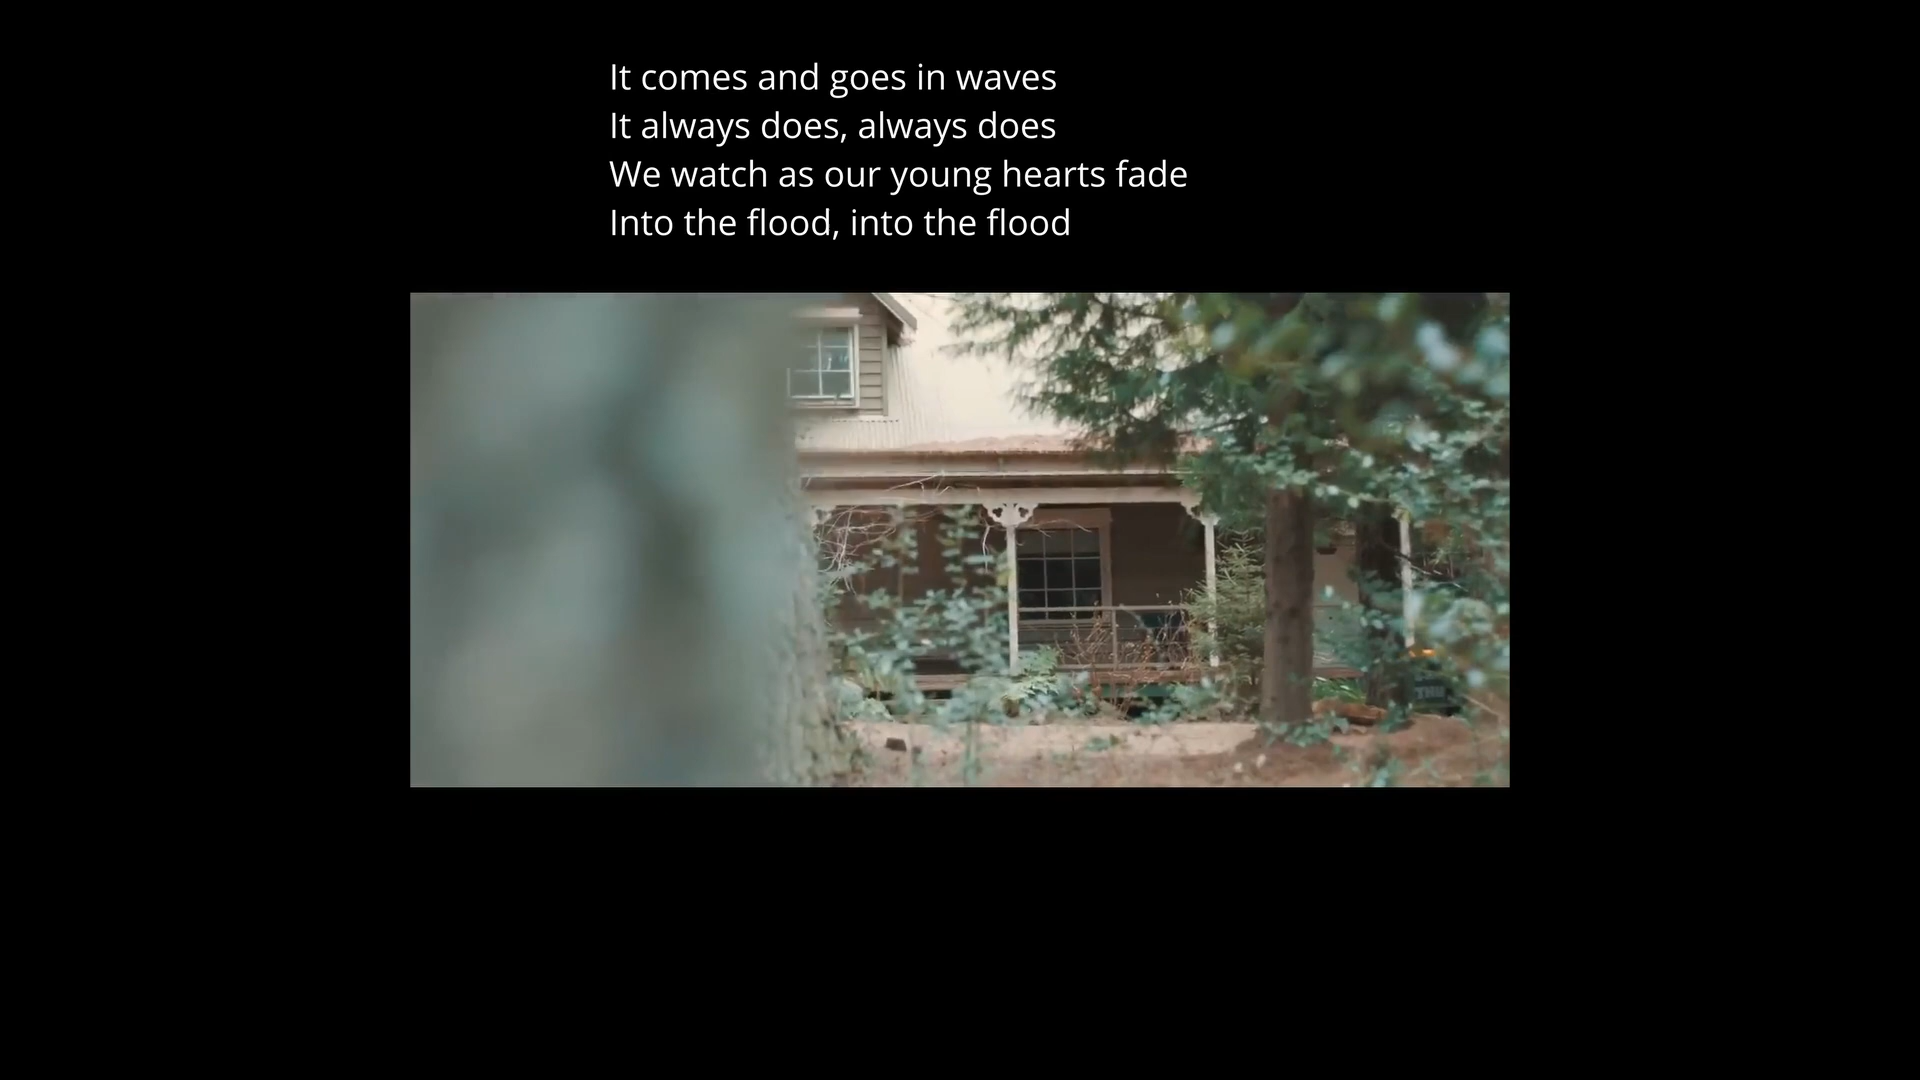 It comes and goes in waves
It always does, always does
We watch as our young hearts fade
Into the flood, into the flood